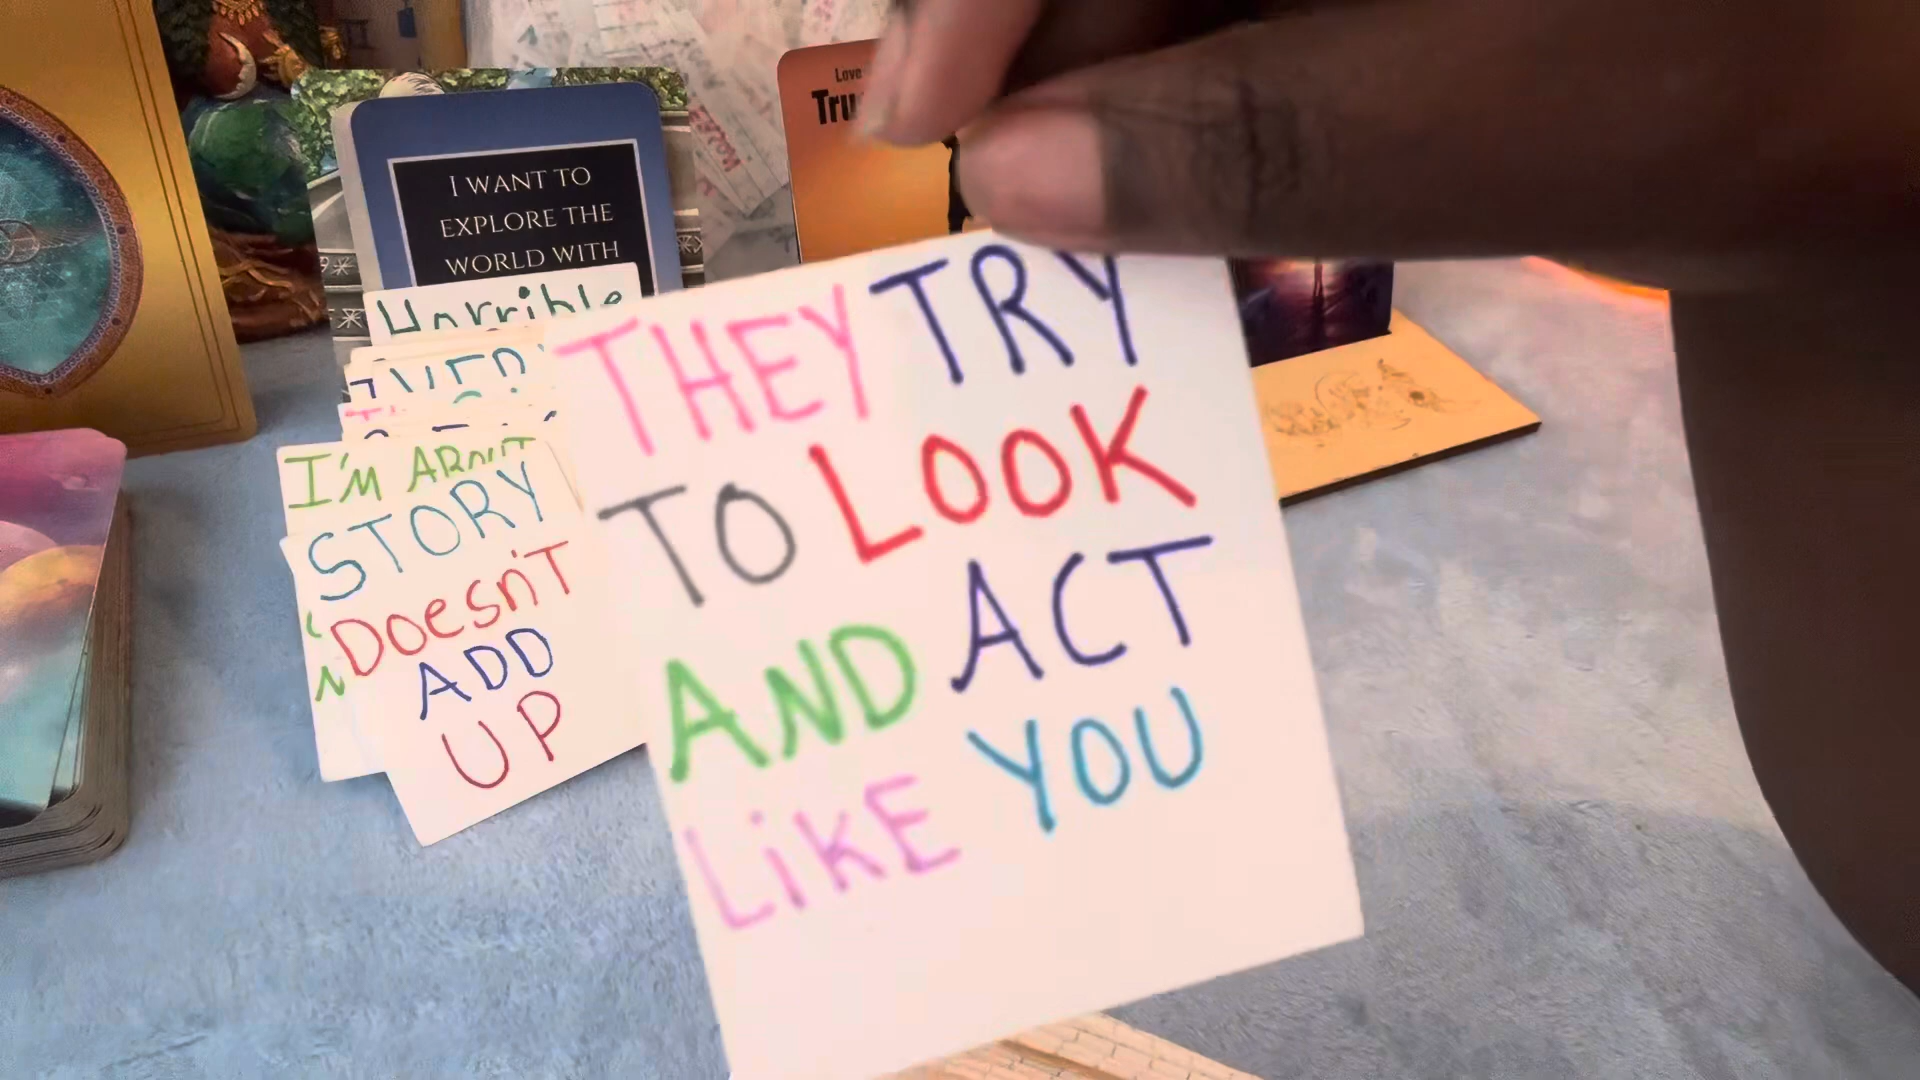 Love
I WANT TO
EXPLORE THE
WORLD WITH
Horrible
I'M ABOUT
STORY
DOESN'T
ADD
UP
THEY TRY
TO LOOK
AND ACT
LiKE YOU